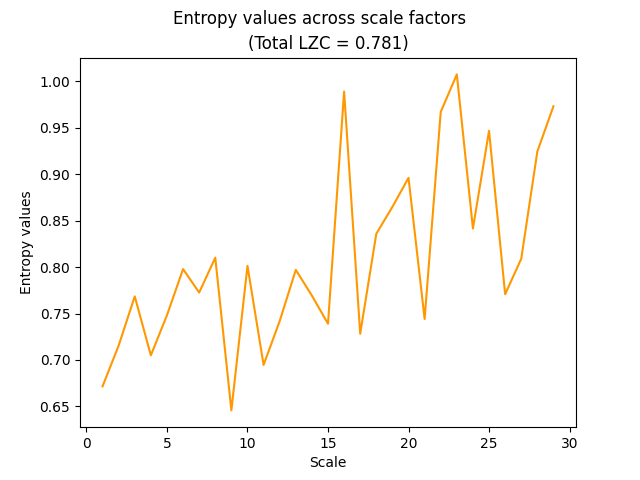 Entropy values across scale factors
(Total LZC = 0.781)
1.00
0.95
0.90
0.85
0.80
0.75
0.70
0.65
Entropy values
0 5 10 15 20 25 30
Scale